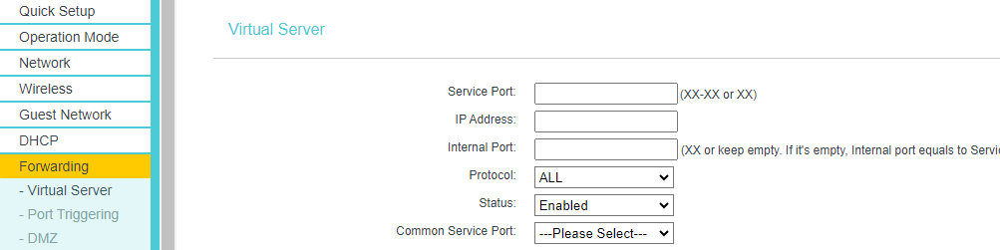 Quick Setup
Operation Mode
Network
Wireless
Guest Network
DHCP
Forwarding
- Virtual Server
- Port Triggering
- DMZ
Virtual Server
Service Port: (XX-XX or XX)
IP Address:
Internal Port: (XX or keep empty. If it's empty, Internal port equals to Servi
Protocol: ALL
Status: Enabled
Common Service Port: ---Please Select---